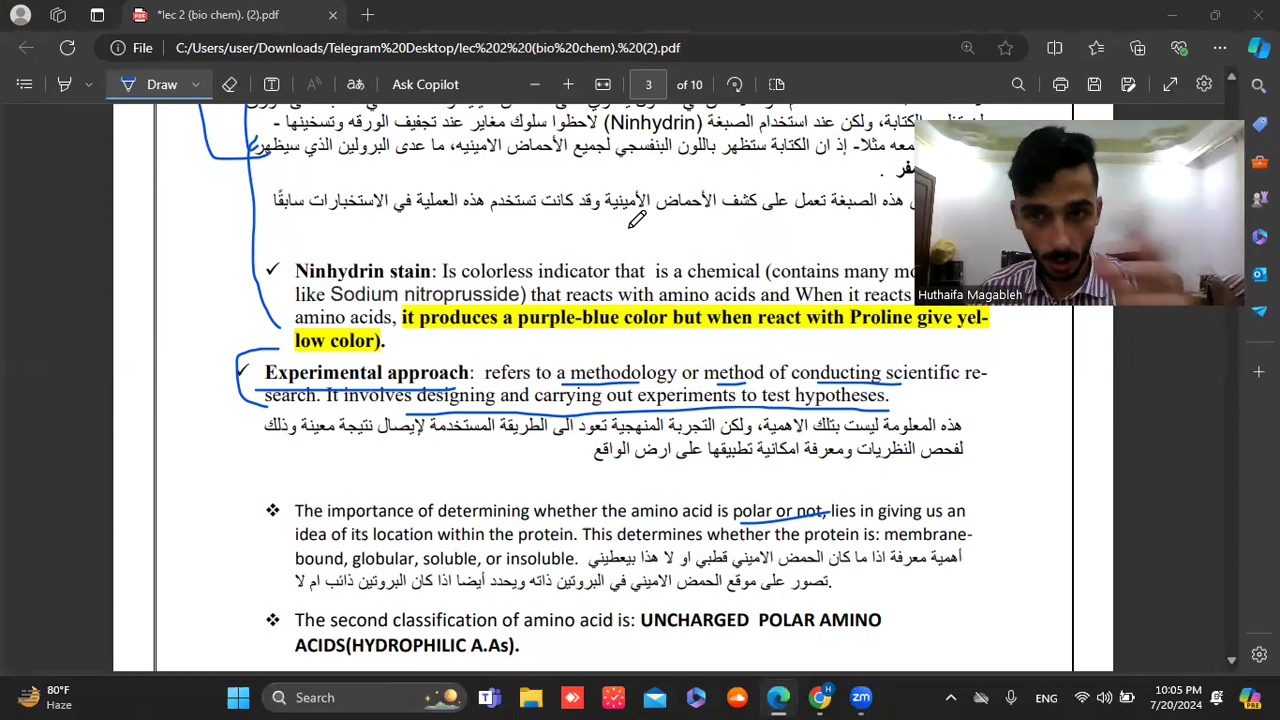 *lec 2 (bio chem). (2).pdf
File
C:/Users/user/Downloads/Telegram%20Desktop/lec%202%20(bio%20chem).%20(2).pdf
Draw
Ask Copilot
3 of 10
الكتابة، ولكن عند استخدام الصبغة (Ninhydrin) لاحظوا سلوك مغاير عند تجفيف الورقه وتسخينها -
معه مثلا- إذ ان الكتابة ستظهر باللون البنفسجي لجميع الأحماض الامينيه، ما عدى البرولين الذي سيظهر
هذه الصبغة تعمل على كشف الأحماض الأمينية وقد كانت تستخدم هذه العملية في الاستخبارات سابقًا
✓ Ninhydrin stain: Is colorless indicator that is a chemical (contains many
like Sodium nitroprusside) that reacts with amino acids and When it reacts
amino acids, it produces a purple-blue color but when react with Proline give yel-
low color).
Huthaifa Magableh
✓ Experimental approach: refers to a methodology or method of conducting scientific re-
search. It involves designing and carrying out experiments to test hypotheses.
هذه المعلومة ليست بتلك الاهمية، ولكن التجربة المنهجية تعود الى الطريقة المستخدمة لإيصال نتيجة معينة وذلك
لفحص النظريات ومعرفة امكانية تطبيقها على ارض الواقع
❖ The importance of determining whether the amino acid is polar or not, lies in giving us an
idea of its location within the protein. This determines whether the protein is: membrane-
bound, globular, soluble, or insoluble. أهمية معرفة اذا ما كان الحمض الاميني قطبي او لا هذا بيعطيني
تصور على موقع الحمض الاميني في البروتين ذاته ويحدد أيضا اذا كان البروتين ذائب ام لا.
❖ The second classification of amino acid is: UNCHARGED POLAR AMINO
ACIDS(HYDROPHILIC A.As).
80°F
Haze
Search
ENG
10:05 PM
7/20/2024